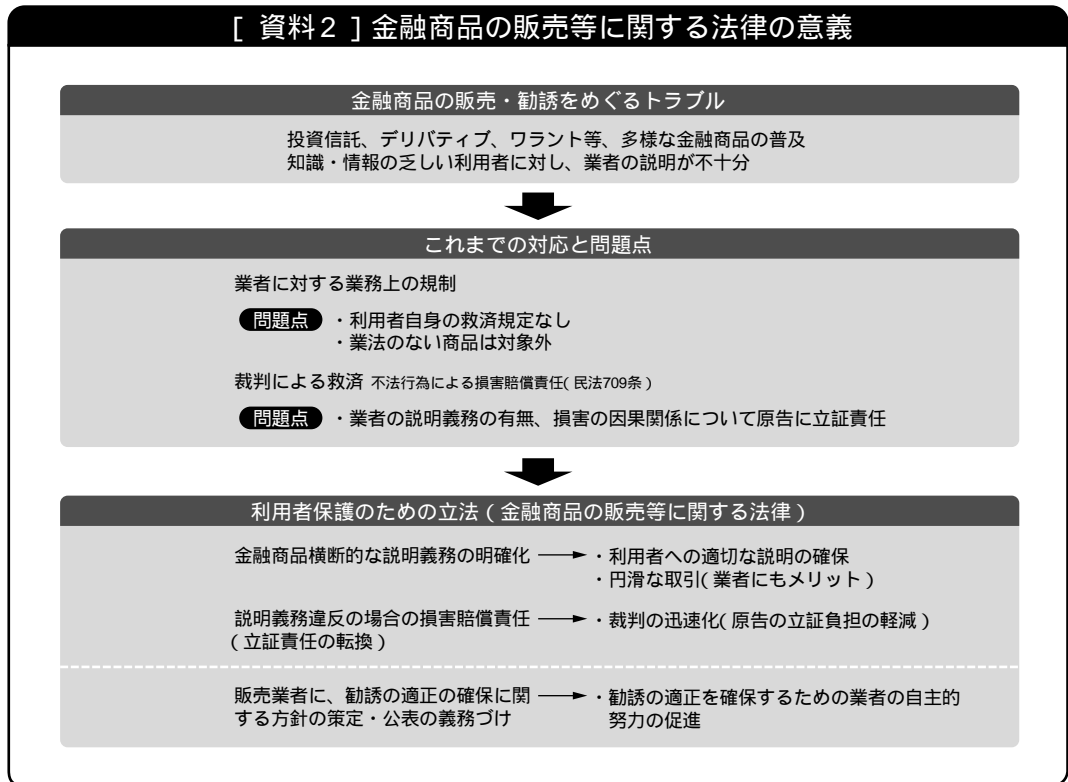 [ 資料2 ] 金融商品の販売等に関する法律の意義
金融商品の販売・勧誘をめぐるトラブル
投資信託、デリバティブ、ワラント等、多様な金融商品の普及
知識・情報の乏しい利用者に対し、業者の説明が不十分
これまでの対応と問題点
業者に対する業務上の規制
問題点 ・利用者自身の救済規定なし
・業法のない商品は対象外
裁判による救済 不法行為による損害賠償責任(民法709条)
問題点 ・業者の説明義務の有無、損害の因果関係について原告に立証責任
利用者保護のための立法(金融商品の販売等に関する法律)
金融商品横断的な説明義務の明確化 ・利用者への適切な説明の確保
・円滑な取引(業者にもメリット)
説明義務違反の場合の損害賠償責任 ・裁判の迅速化(原告の立証負担の軽減)
(立証責任の転換)
販売業者に、勧誘の適正の確保に関 ・勧誘の適正を確保するための業者の自主的
する方針の策定・公表の義務づけ 努力の促進